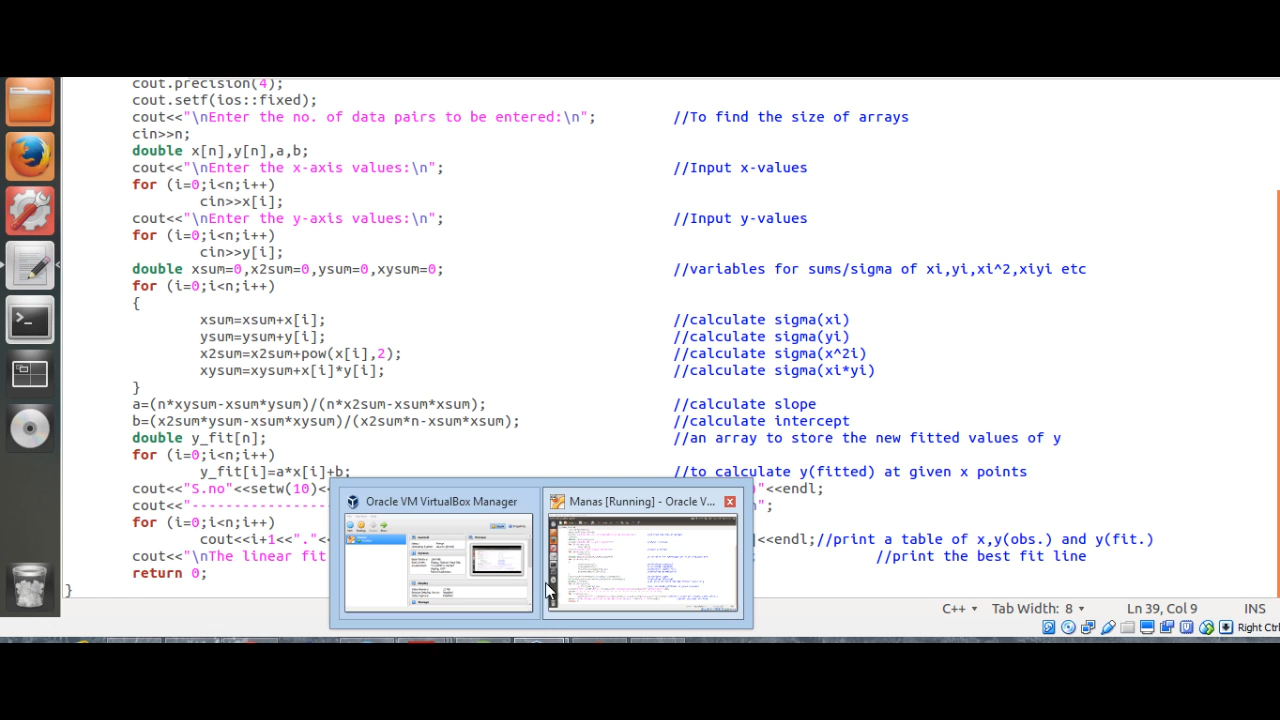 cout.precision(4);
cout.setf(ios::fixed);
cout<<"\nEnter the no. of data pairs to be entered:\n"; //To find the size of arrays
cin>>n;
double x[n],y[n],a,b;
cout<<"\nEnter the x-axis values:\n"; //Input x-values
for (i=0;i<n;i++)
cin>>x[i];
cout<<"\nEnter the y-axis values:\n"; //Input y-values
for (i=0;i<n;i++)
cin>>y[i];
double xsum=0,x2sum=0,ysum=0,xysum=0; //variables for sums/sigma of xi,yi,xi^2,xiyi etc
for (i=0;i<n;i++)
{
xsum=xsum+x[i]; //calculate sigma(xi)
ysum=ysum+y[i]; //calculate sigma(yi)
x2sum=x2sum+pow(x[i],2); //calculate sigma(x^2i)
xysum=xysum+x[i]*y[i]; //calculate sigma(xi*yi)
}
a=(n*xysum-xsum*ysum)/(n*x2sum-xsum*xsum); //calculate slope
b=(x2sum*ysum-xsum*xysum)/(x2sum*n-xsum*xsum); //calculate intercept
double y_fit[n]; //an array to store the new fitted values of y
for (i=0;i<n;i++)
y_fit[i]=a*x[i]+b; //to calculate y(fitted) at given x points
cout<<"S.no"<<setw(10)< "<<endl;
cout<<"----------------- ";
for (i=0;i<n;i++)
cout<<i+1<<"." <<endl;//print a table of x,y(obs.) and y(fit.)
cout<<"\nThe linear fit //print the best fit line
return 0;
}
Oracle VM VirtualBox Manager
Manas [Running] - Oracle V...
C++ Tab Width: 8 Ln 39, Col 9 INS
Right Ctrl